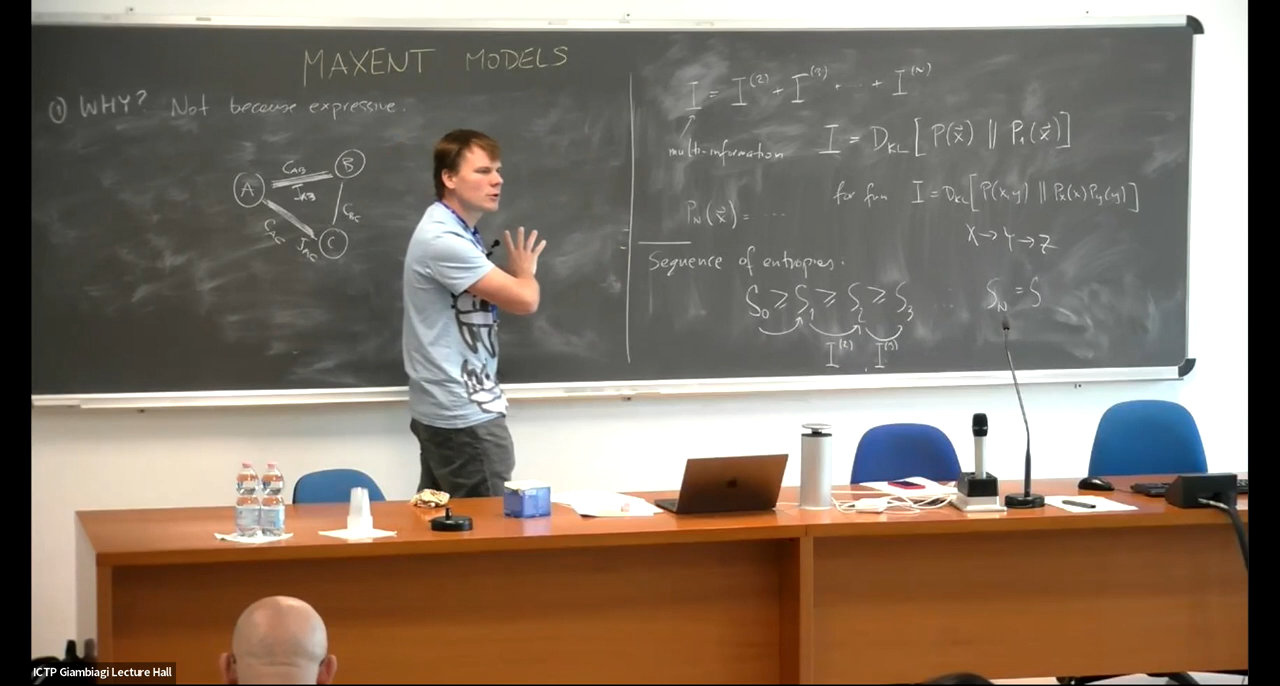 MAXENT MODELS
① WHY? Not because expressive.
A
C_AB
J_AB
B
C_BC
C_AC
J_AC
C
I = I^(2) + I^(3) ... + I^(N)
multi-information
I = D_KL [ P(x⃗) || P_1(x⃗) ]
for fun I = D_KL [ P(x,y) || P_x(x) P_y(y) ]
P_N(x⃗) = ...
X → Y → Z
Sequence of entropies.
S_0 ≥ S_1 ≥ S_2 ≥ S_3 ... S_N = S
I^(2) , I^(3)
ICTP Giambiagi Lecture Hall